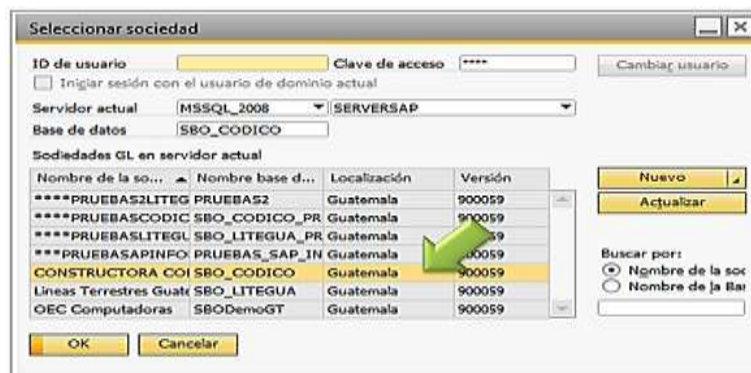 Seleccionar sociedad
ID de usuario Clave de acceso **** Cambiar usuario
Iniciar sesión con el usuario de dominio actual
Servidor actual MSSQL_2008 SERVERSAP
Base de datos SBO_CODICO
Sociedades GL en servidor actual
Nombre de la so... Nombre base d... Localización Versión Nuevo
****PRUEBAS2LITEG PRUEBAS2 Guatemala 900059 Actualizar
****PRUEBASCODIC SBO_CODICO_PR Guatemala 900059
***PRUEBASLITEGU SBO_LITEGUA_PR Guatemala 900059
***PRUEBASAPINFO PRUEBAS_SAP_IN Guatemala 900059 Buscar por:
CONSTRUCTORA COI SBO_CODICO Guatemala 900059 Nombre de la soc
Lineas Terrestres Guate SBO_LITEGUA Guatemala 900059 Nombre de la Bas
OEC Computadoras SBODemoGT Guatemala 900059
OK Cancelar